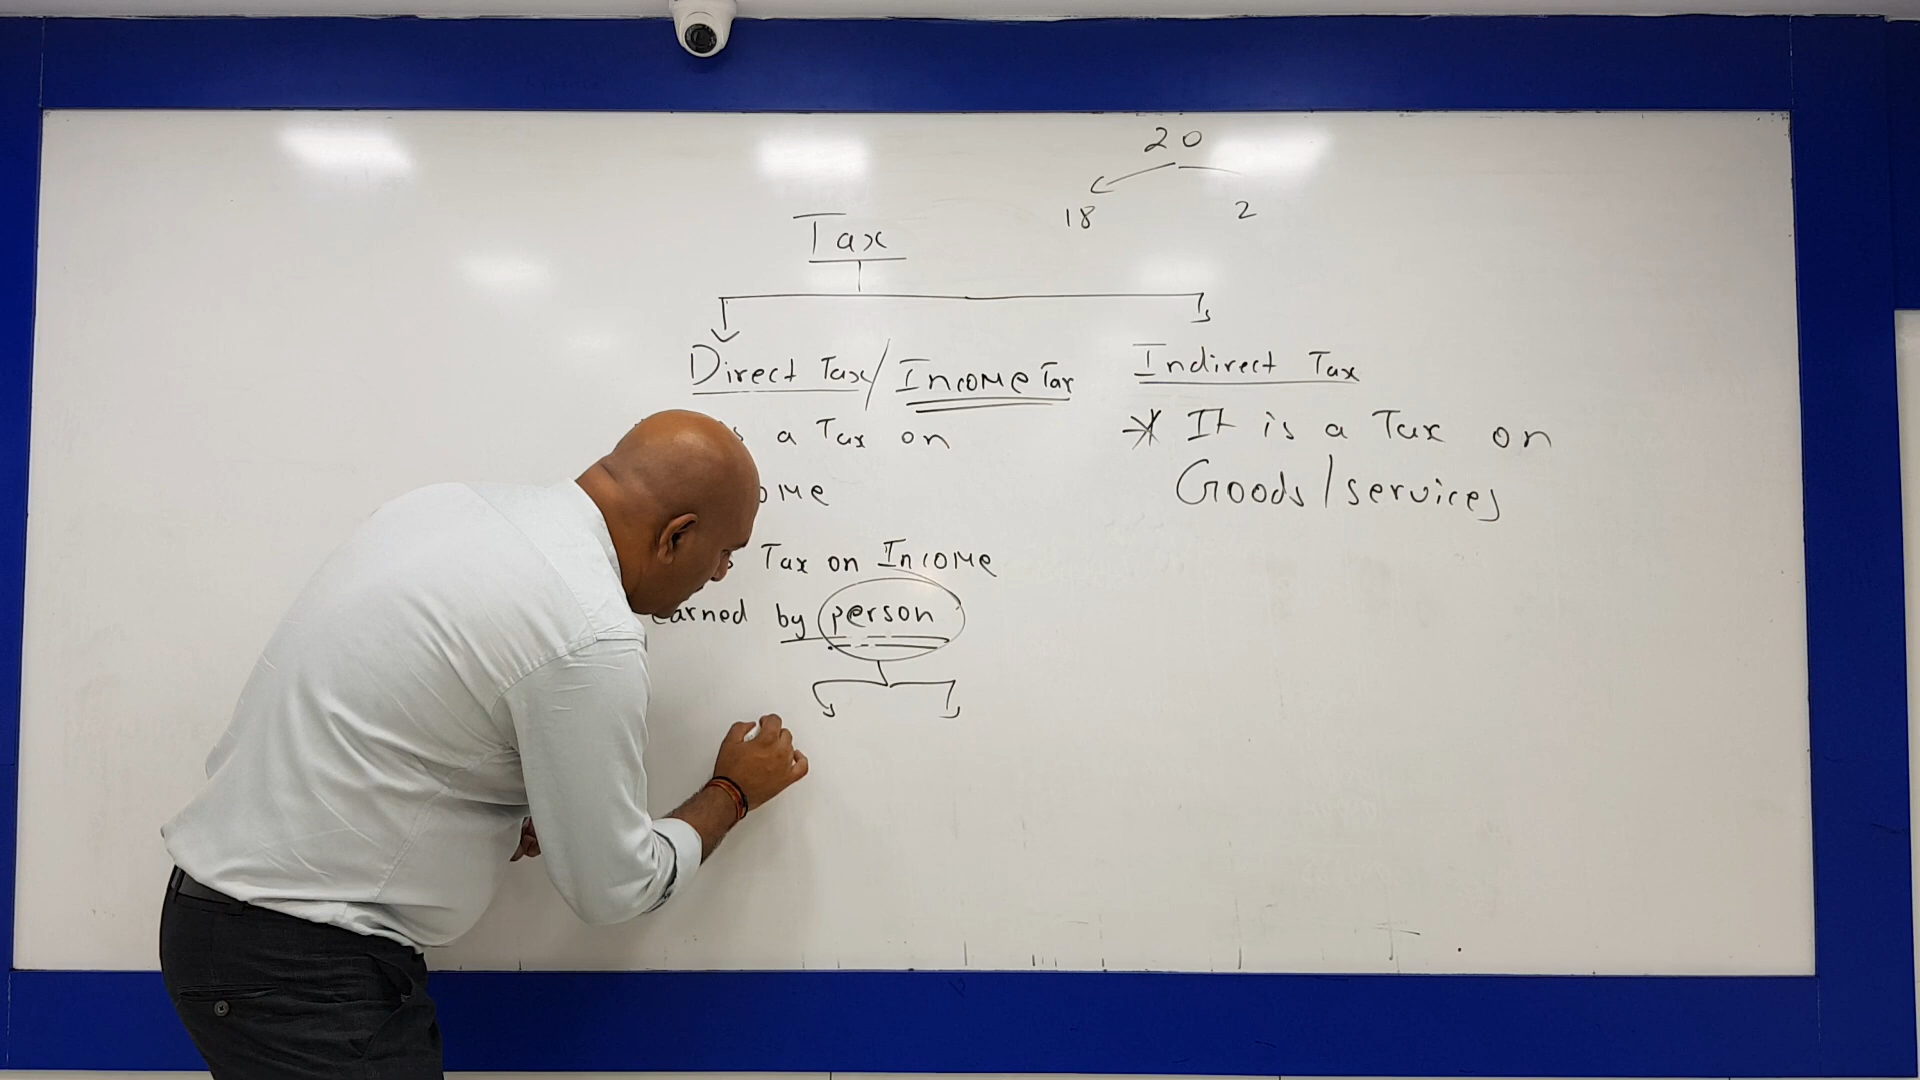 20
18 2
Tax
Direct Tax/Income Tax
a Tax on
Tax on Income
earned by person
Indirect Tax
* It is a Tax on
Goods/services